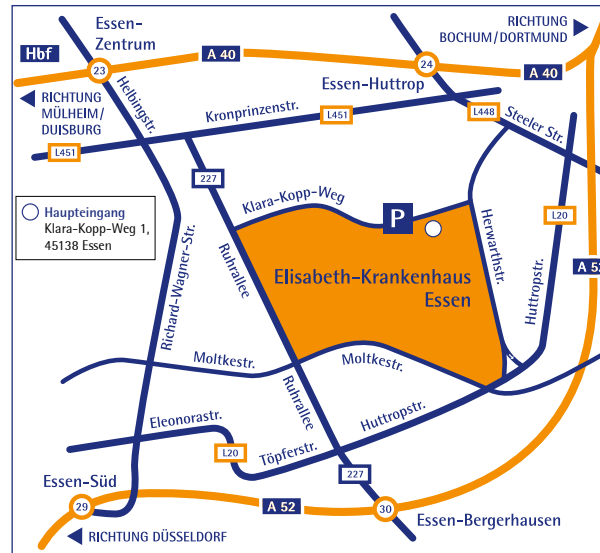 Essen-
Zentrum
Hbf
23
A 40
RICHTUNG
BOCHUM/DORTMUND
24
A 40
Essen-Huttrop
RICHTUNG
MÜLHEIM/
DUISBURG
Helbingstr.
Kronprinzenstr.
L451
L448
Steeler Str.
L451
227
Klara-Kopp-Weg
P
Herwarthstr.
L20
Haupteingang
Klara-Kopp-Weg 1,
45138 Essen
Richard-Wagner-Str.
Ruhrallee
Elisabeth-Krankenhaus
Essen
Huttropstr.
A 52
Moltkestr.
Moltkestr.
Ruhrallee
Huttropstr.
Eleonorastr.
L20
Töpferstr.
227
Essen-Süd
29
A 52
30
Essen-Bergerhausen
RICHTUNG DÜSSELDORF